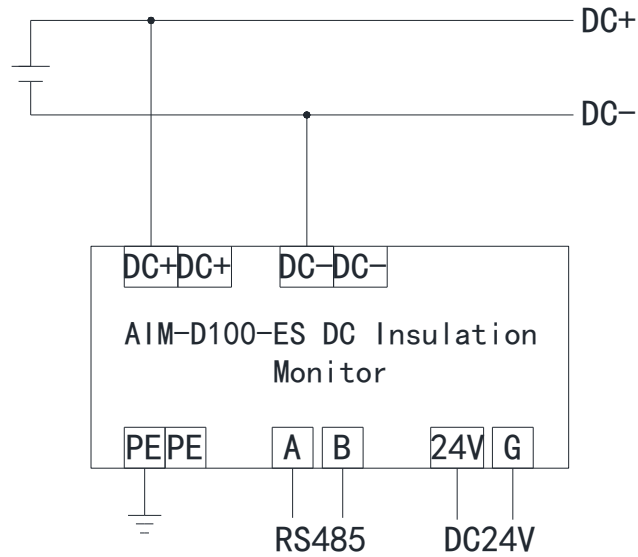 DC+
DC-
DC+ DC+ DC- DC-
AIM-D100-ES DC Insulation
Monitor
PE PE A B 24V G
RS485 DC24V